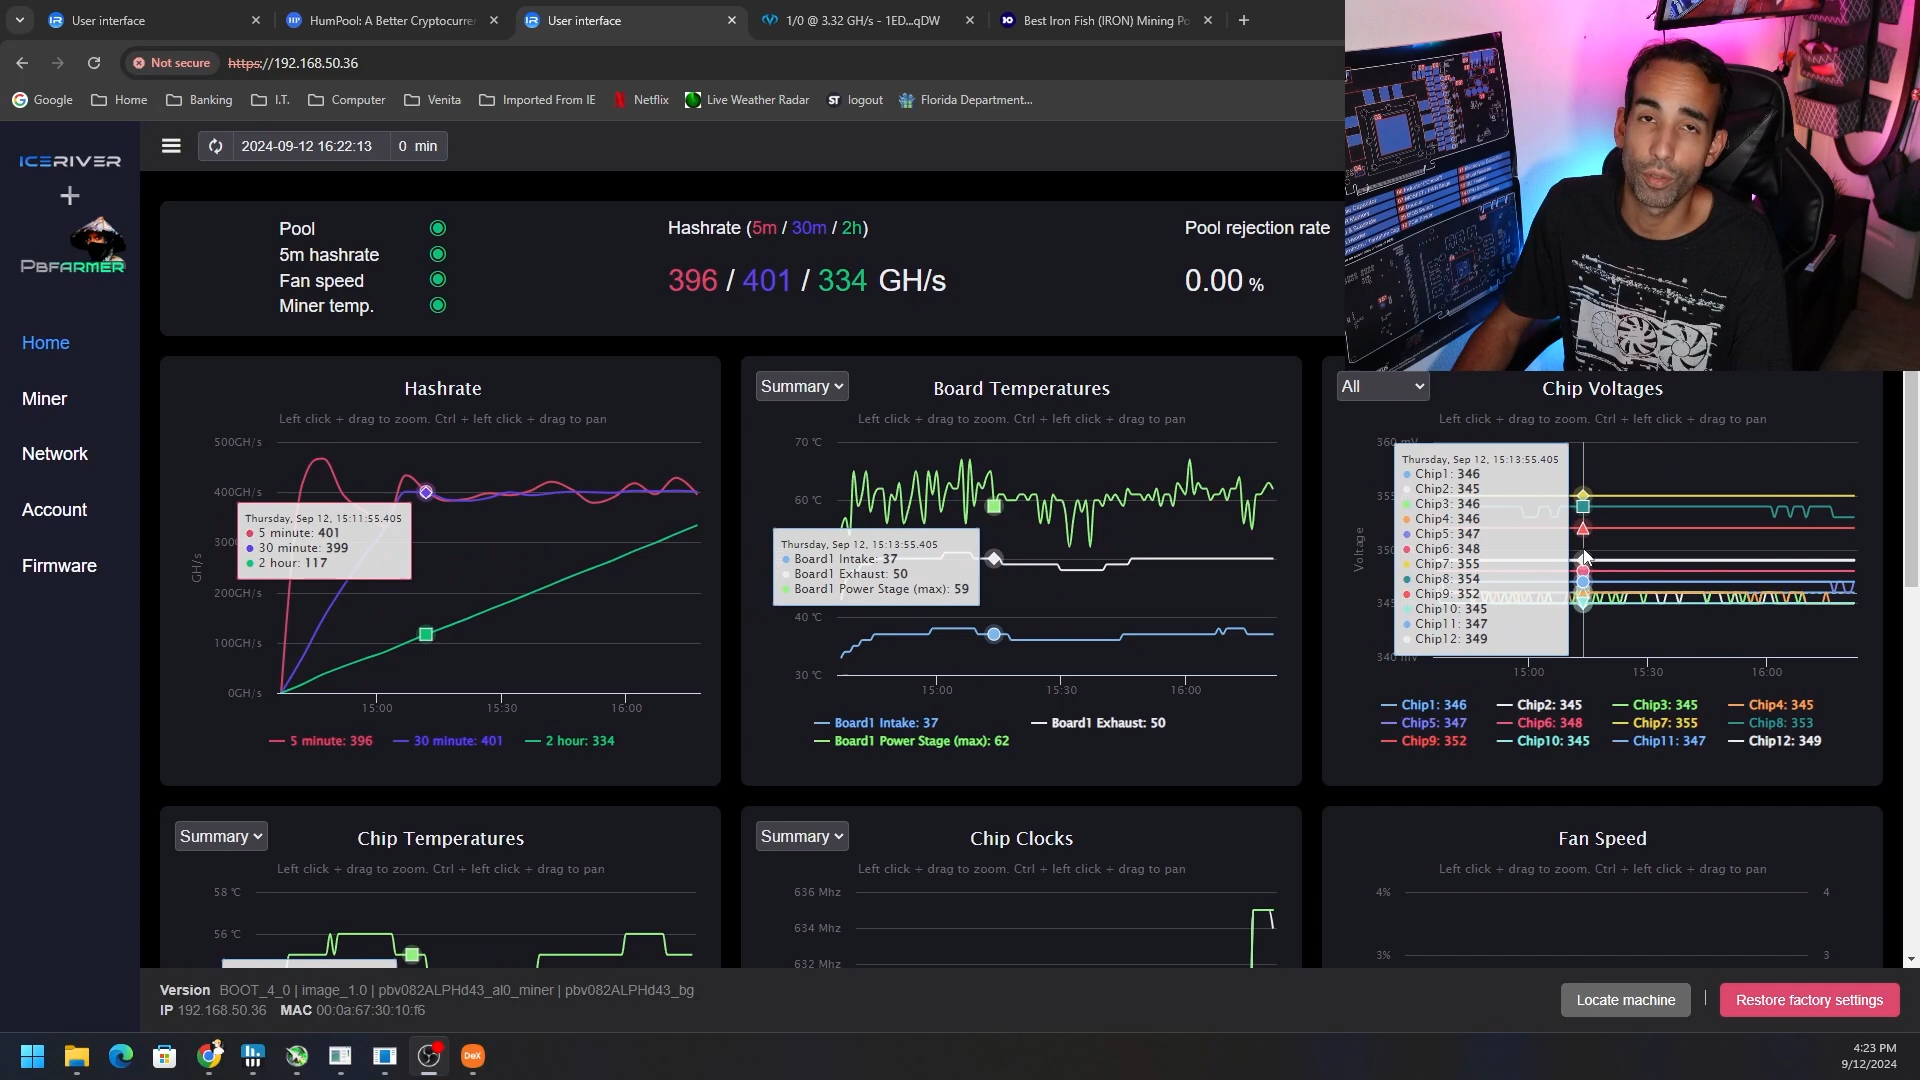 User interface
HumPool: A Better Cryptocurre
User interface
1/0 @ 3.32 GH/s - 1ED...qDW
Best Iron Fish (IRON) Mining Po
Not secure
https://192.168.50.36
Google
Home
Banking
I.T.
Computer
Venita
Imported From IE
Netflix
Live Weather Radar
logout
Florida Department...
ICERIVER
+
PBFARMER
2024-09-12 16:22:13
0 min
Home
Miner
Network
Account
Firmware
Pool
5m hashrate
Fan speed
Miner temp.
Hashrate (5m / 30m / 2h)
396 / 401 / 334 GH/s
Pool rejection rate
0.00 %
Hashrate
Left click + drag to zoom. Ctrl + left click + drag to pan
500GH/s
400GH/s
300
200GH/s
100GH/s
0GH/s
GH/s
Thursday, Sep 12, 15:11:55.405
5 minute: 401
30 minute: 399
2 hour: 117
15:00
15:30
16:00
5 minute: 396
30 minute: 401
2 hour: 334
Summary
Board Temperatures
Left click + drag to zoom. Ctrl + left click + drag to pan
70 °C
60 °C
40 °C
30 °C
Thursday, Sep 12, 15:13:55.405
Board1 Intake: 37
Board1 Exhaust: 50
Board1 Power Stage (max): 59
15:00
15:30
16:00
Board1 Intake: 37
Board1 Exhaust: 50
Board1 Power Stage (max): 62
All
Chip Voltages
Left click + drag to zoom. Ctrl + left click + drag to pan
360 mV
355
350
345
340 mV
Voltage
Thursday, Sep 12, 15:13:55.405
Chip1: 346
Chip2: 345
Chip3: 346
Chip4: 346
Chip5: 347
Chip6: 348
Chip7: 355
Chip8: 354
Chip9: 352
Chip10: 345
Chip11: 347
Chip12: 349
15:00
15:30
16:00
Chip1: 346
Chip2: 345
Chip3: 345
Chip4: 345
Chip5: 347
Chip6: 348
Chip7: 355
Chip8: 353
Chip9: 352
Chip10: 345
Chip11: 347
Chip12: 349
Summary
Chip Temperatures
Left click + drag to zoom. Ctrl + left click + drag to pan
58 °C
56 °C
Summary
Chip Clocks
Left click + drag to zoom. Ctrl + left click + drag to pan
636 Mhz
634 Mhz
632 Mhz
Fan Speed
Left click + drag to zoom. Ctrl + left click + drag to pan
4%
3%
4
3
Version BOOT_4_0 | image_1.0 | pbv082ALPHd43_al0_miner | pbv082ALPHd43_bg
IP 192.168.50.36 MAC 00:0a:67:30:10:f6
Locate machine
Restore factory settings
DeX
4:23 PM
9/12/2024